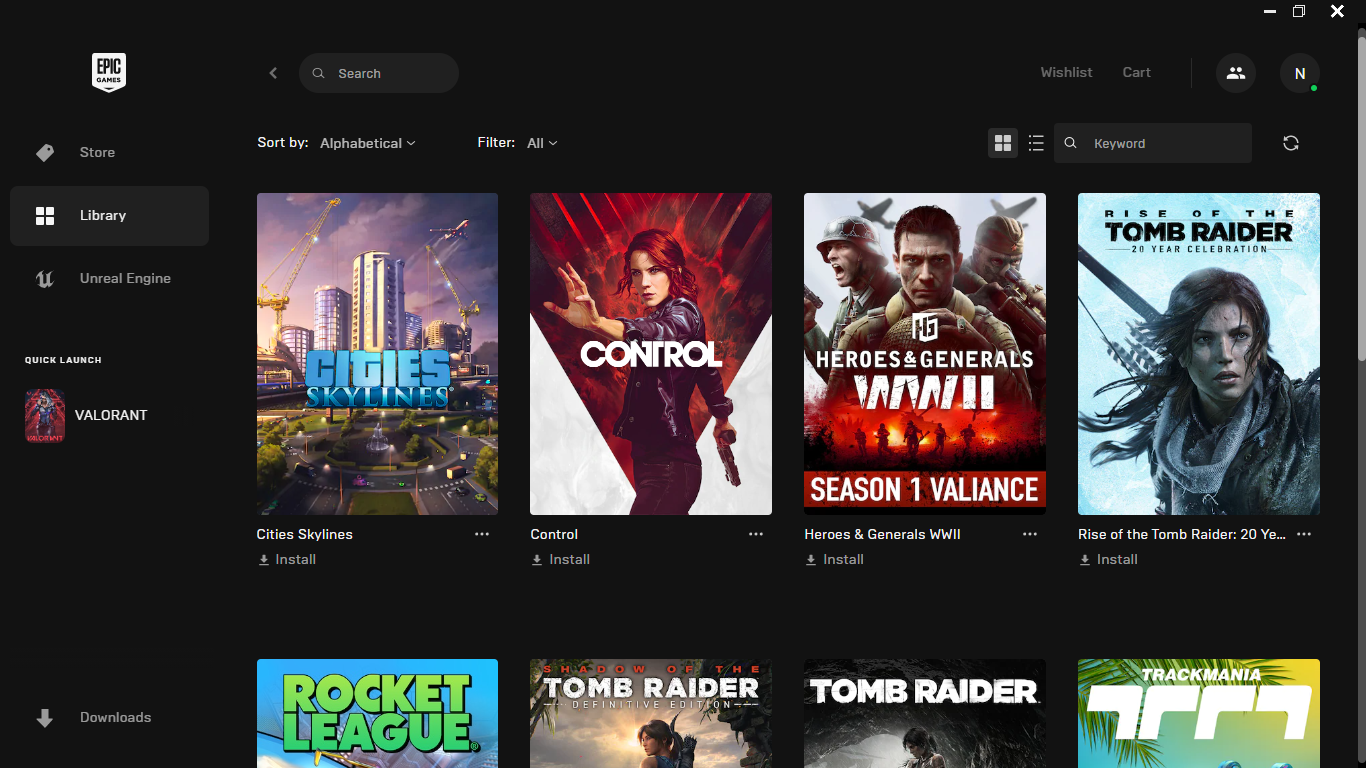 EPIC
GAMES
Search
Wishlist
Cart
N
Store
Library
Unreal Engine
QUICK LAUNCH
VALORANT
VALORANT
Downloads
Sort by: Alphabetical
Filter: All
Keyword
CITIES
SKYLINES
Cities Skylines
Install
CONTROL
Control
Install
HG
HEROES & GENERALS
WWII
SEASON 1 VALIANCE
Heroes & Generals WWII
Install
RISE OF THE
TOMB RAIDER
20 YEAR CELEBRATION
Rise of the Tomb Raider: 20 Ye...
Install
ROCKET
LEAGUE
SHADOW OF THE
TOMB RAIDER
DEFINITIVE EDITION
TOMB RAIDER
TRACKMANIA